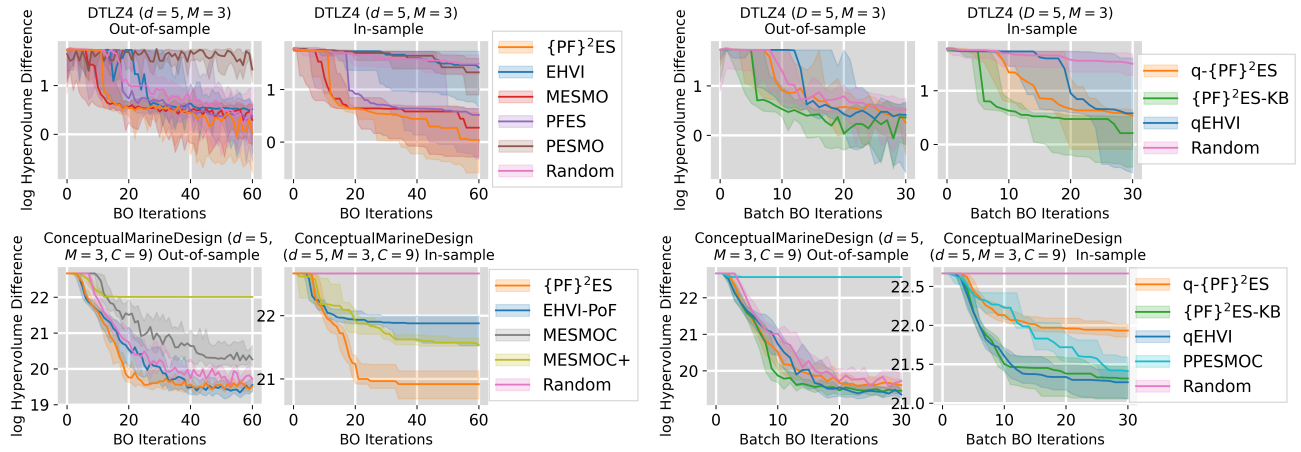 DTLZ4 (d = 5, M = 3)
Out-of-sample
DTLZ4 (d = 5, M = 3)
In-sample
log Hypervolume Difference
1
0
0 20 40 60
BO Iterations
1
0
0 20 40 60
BO Iterations
{PF}²ES
EHVI
MESMO
PFES
PESMO
Random
DTLZ4 (D = 5, M = 3)
Out-of-sample
DTLZ4 (D = 5, M = 3)
In-sample
log Hypervolume Difference
1
0
0 10 20 30
Batch BO Iterations
1
0
0 10 20 30
Batch BO Iterations
q-{PF}²ES
{PF}²ES-KB
qEHVI
Random
ConceptualMarineDesign (d = 5,
M = 3, C = 9) Out-of-sample
ConceptualMarineDesign
(d = 5, M = 3, C = 9) In-sample
log Hypervolume Difference
22
21
20
19
0 20 40 60
BO Iterations
22
21
0 20 40 60
BO Iterations
{PF}²ES
EHVI-PoF
MESMOC
MESMOC+
Random
ConceptualMarineDesign (d = 5,
M = 3, C = 9) Out-of-sample
ConceptualMarineDesign
(d = 5, M = 3, C = 9) In-sample
log Hypervolume Difference
22
21
20
0 10 20 30
Batch BO Iterations
22.5
22.0
21.5
21.0
0 10 20 30
Batch BO Iterations
q-{PF}²ES
{PF}²ES-KB
qEHVI
PPESMOC
Random